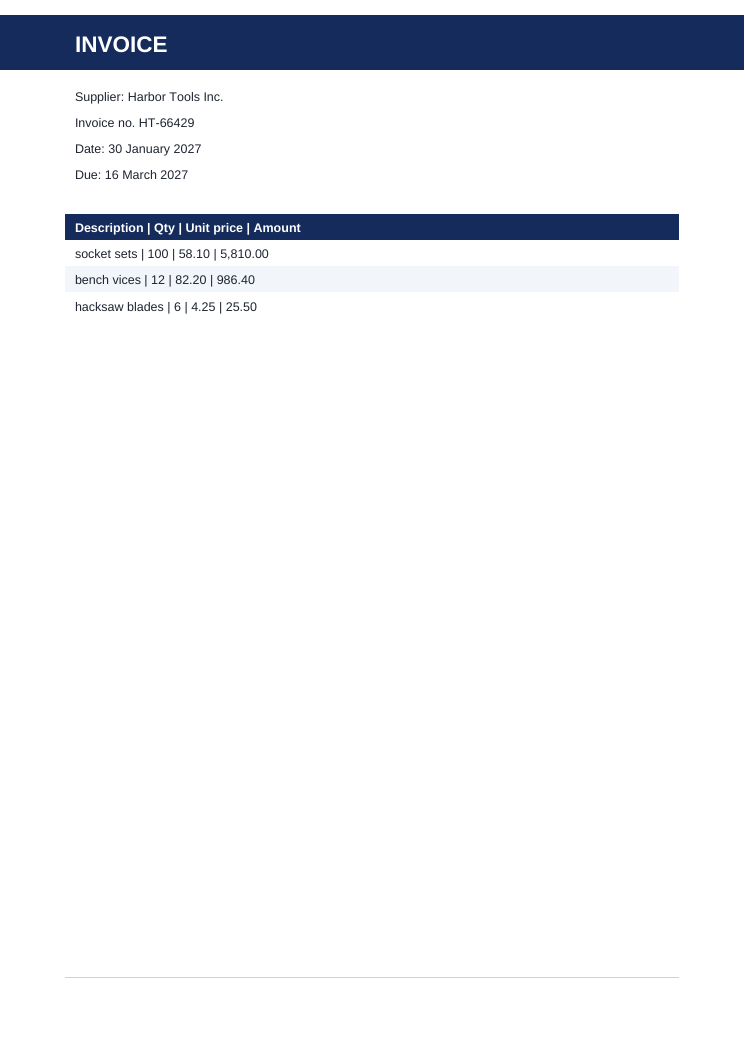 INVOICE
Supplier: Harbor Tools Inc.
Invoice no. HT-66429
Date: 30 January 2027
Due: 16 March 2027
Description | Qty | Unit price | Amount
socket sets | 100 | 58.10 | 5,810.00
bench vices | 12 | 82.20 | 986.40
hacksaw blades | 6 | 4.25 | 25.50